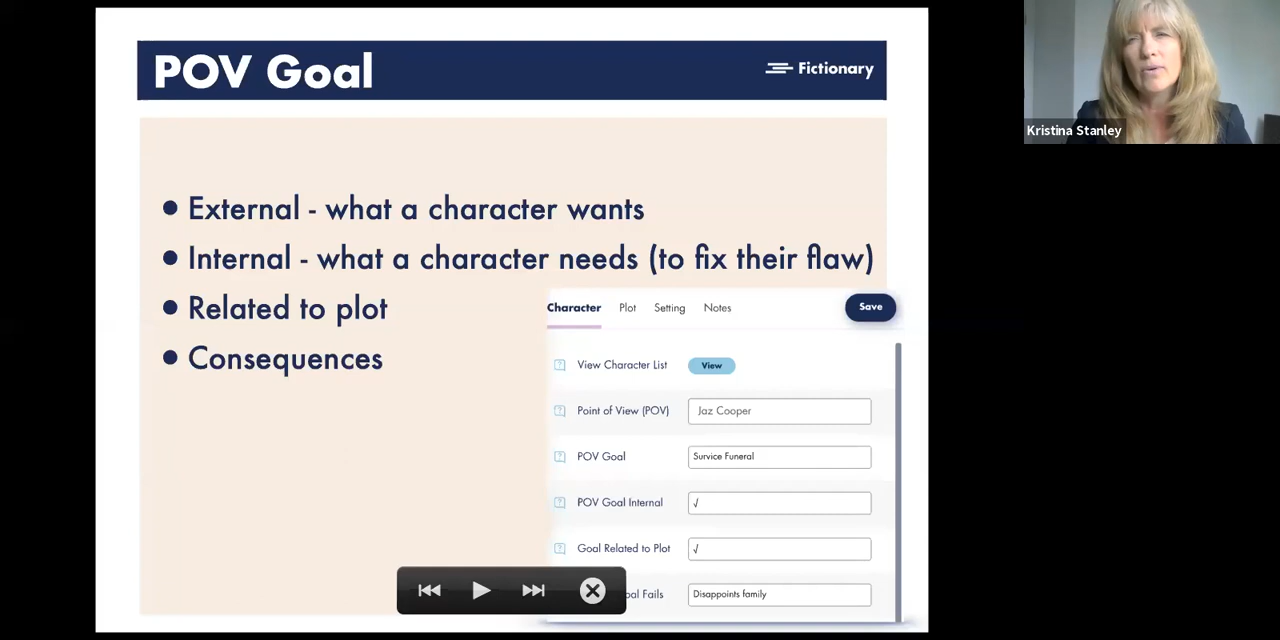 POV Goal
Fictionary
Kristina Stanley
External - what a character wants
Internal - what a character needs (to fix their flaw)
Related to plot
Consequences
Character Plot Setting Notes Save
View Character List View
Point of View (POV) Jaz Cooper
POV Goal Survice Funeral
POV Goal Internal √
Goal Related to Plot √
Fails Disappoints family